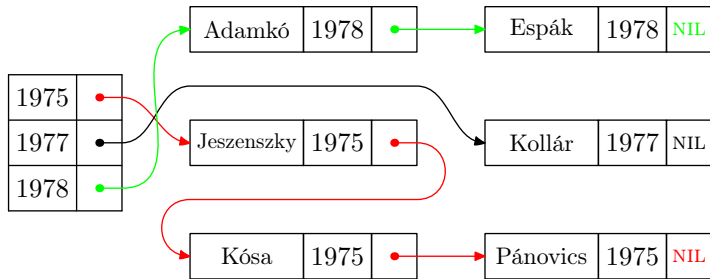 Adamkó 1978
Espák 1978 NIL
1975
1977
1978
Jeszenszky 1975
Kollár 1977 NIL
Kósa 1975
Pánovics 1975 NIL